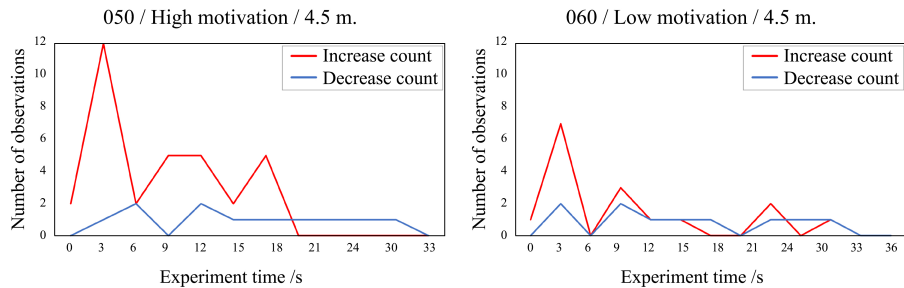 050 / High motivation / 4.5 m.
Number of observations
12
10
8
6
4
2
0
Increase count
Decrease count
0 3 6 9 12 15 18 21 24 30 33
Experiment time /s
060 / Low motivation / 4.5 m.
Number of observations
12
10
8
6
4
2
0
Increase count
Decrease count
0 3 6 9 12 15 18 21 24 30 33 36
Experiment time /s